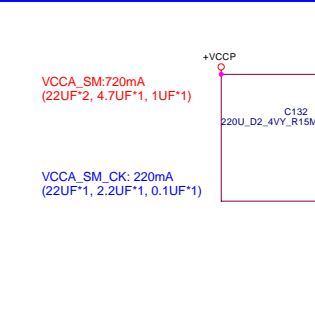 +VCCP
VCCA_SM:720mA
(22UF*2, 4.7UF*1, 1UF*1)
C132
220U_D2_4VY_R15M
VCCA_SM_CK: 220mA
(22UF*1, 2.2UF*1, 0.1UF*1)